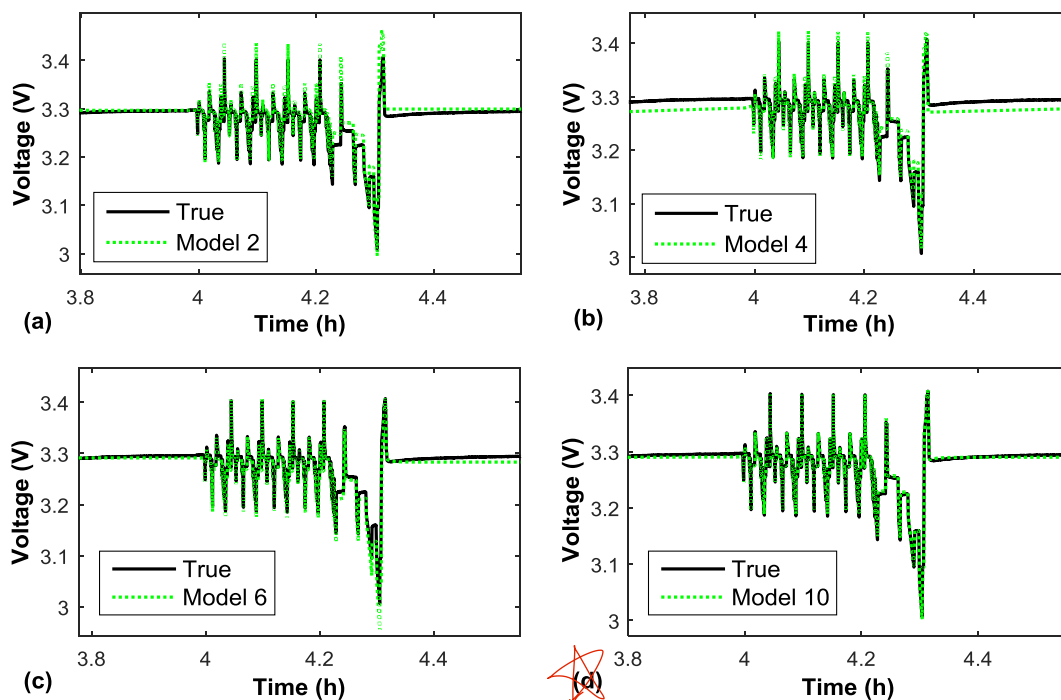 3.4
3.3
3.2
3.1
3
Voltage (V)
True
Model 2
3.8
4
4.2
4.4
Time (h)
(a)
3.4
3.3
3.2
3.1
3
Voltage (V)
True
Model 4
3.8
4
4.2
4.4
Time (h)
(b)
3.4
3.3
3.2
3.1
3
Voltage (V)
True
Model 6
3.8
4
4.2
4.4
Time (h)
(c)
3.4
3.3
3.2
3.1
3
Voltage (V)
True
Model 10
3.8
4
4.2
4.4
Time (h)
(d)